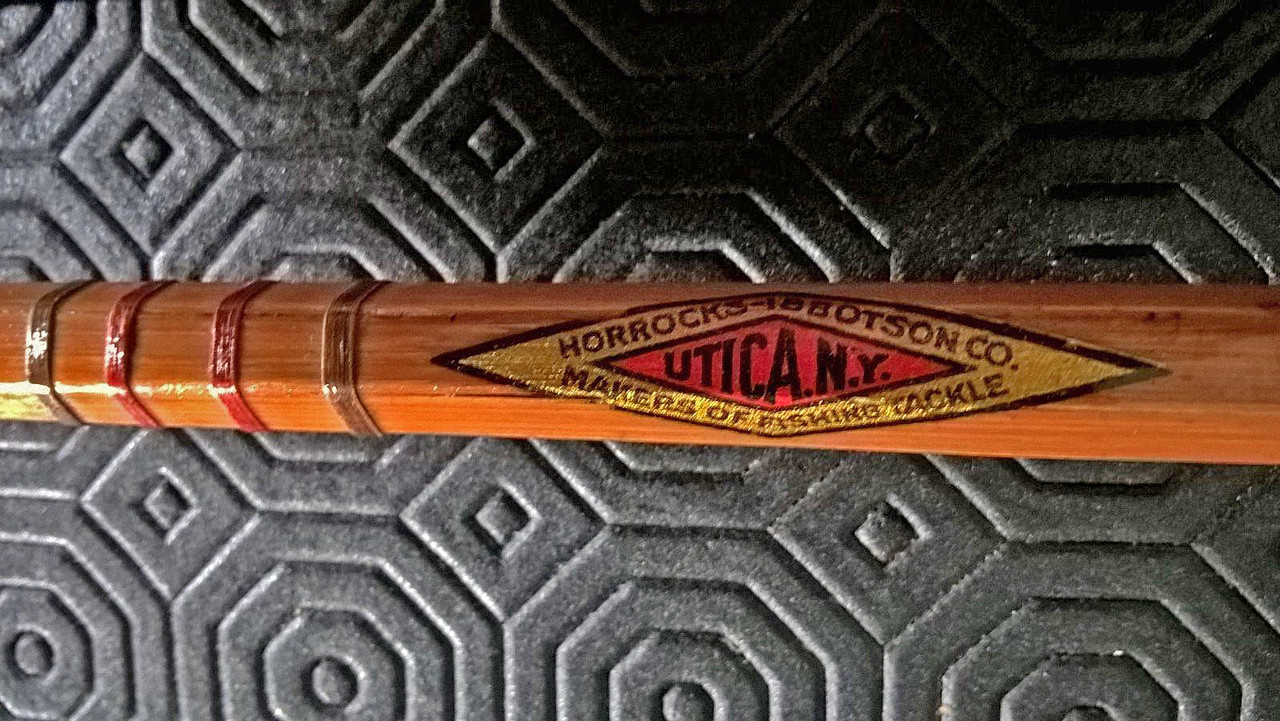 HORROCKS-IBBOTSON CO.
UTICA.N.Y.
MAKERS OF FISHING TACKLE